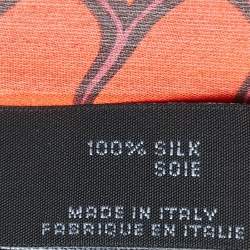 100% SILK
SOIE
MADE IN ITALY
FABRIQUE EN ITALIE